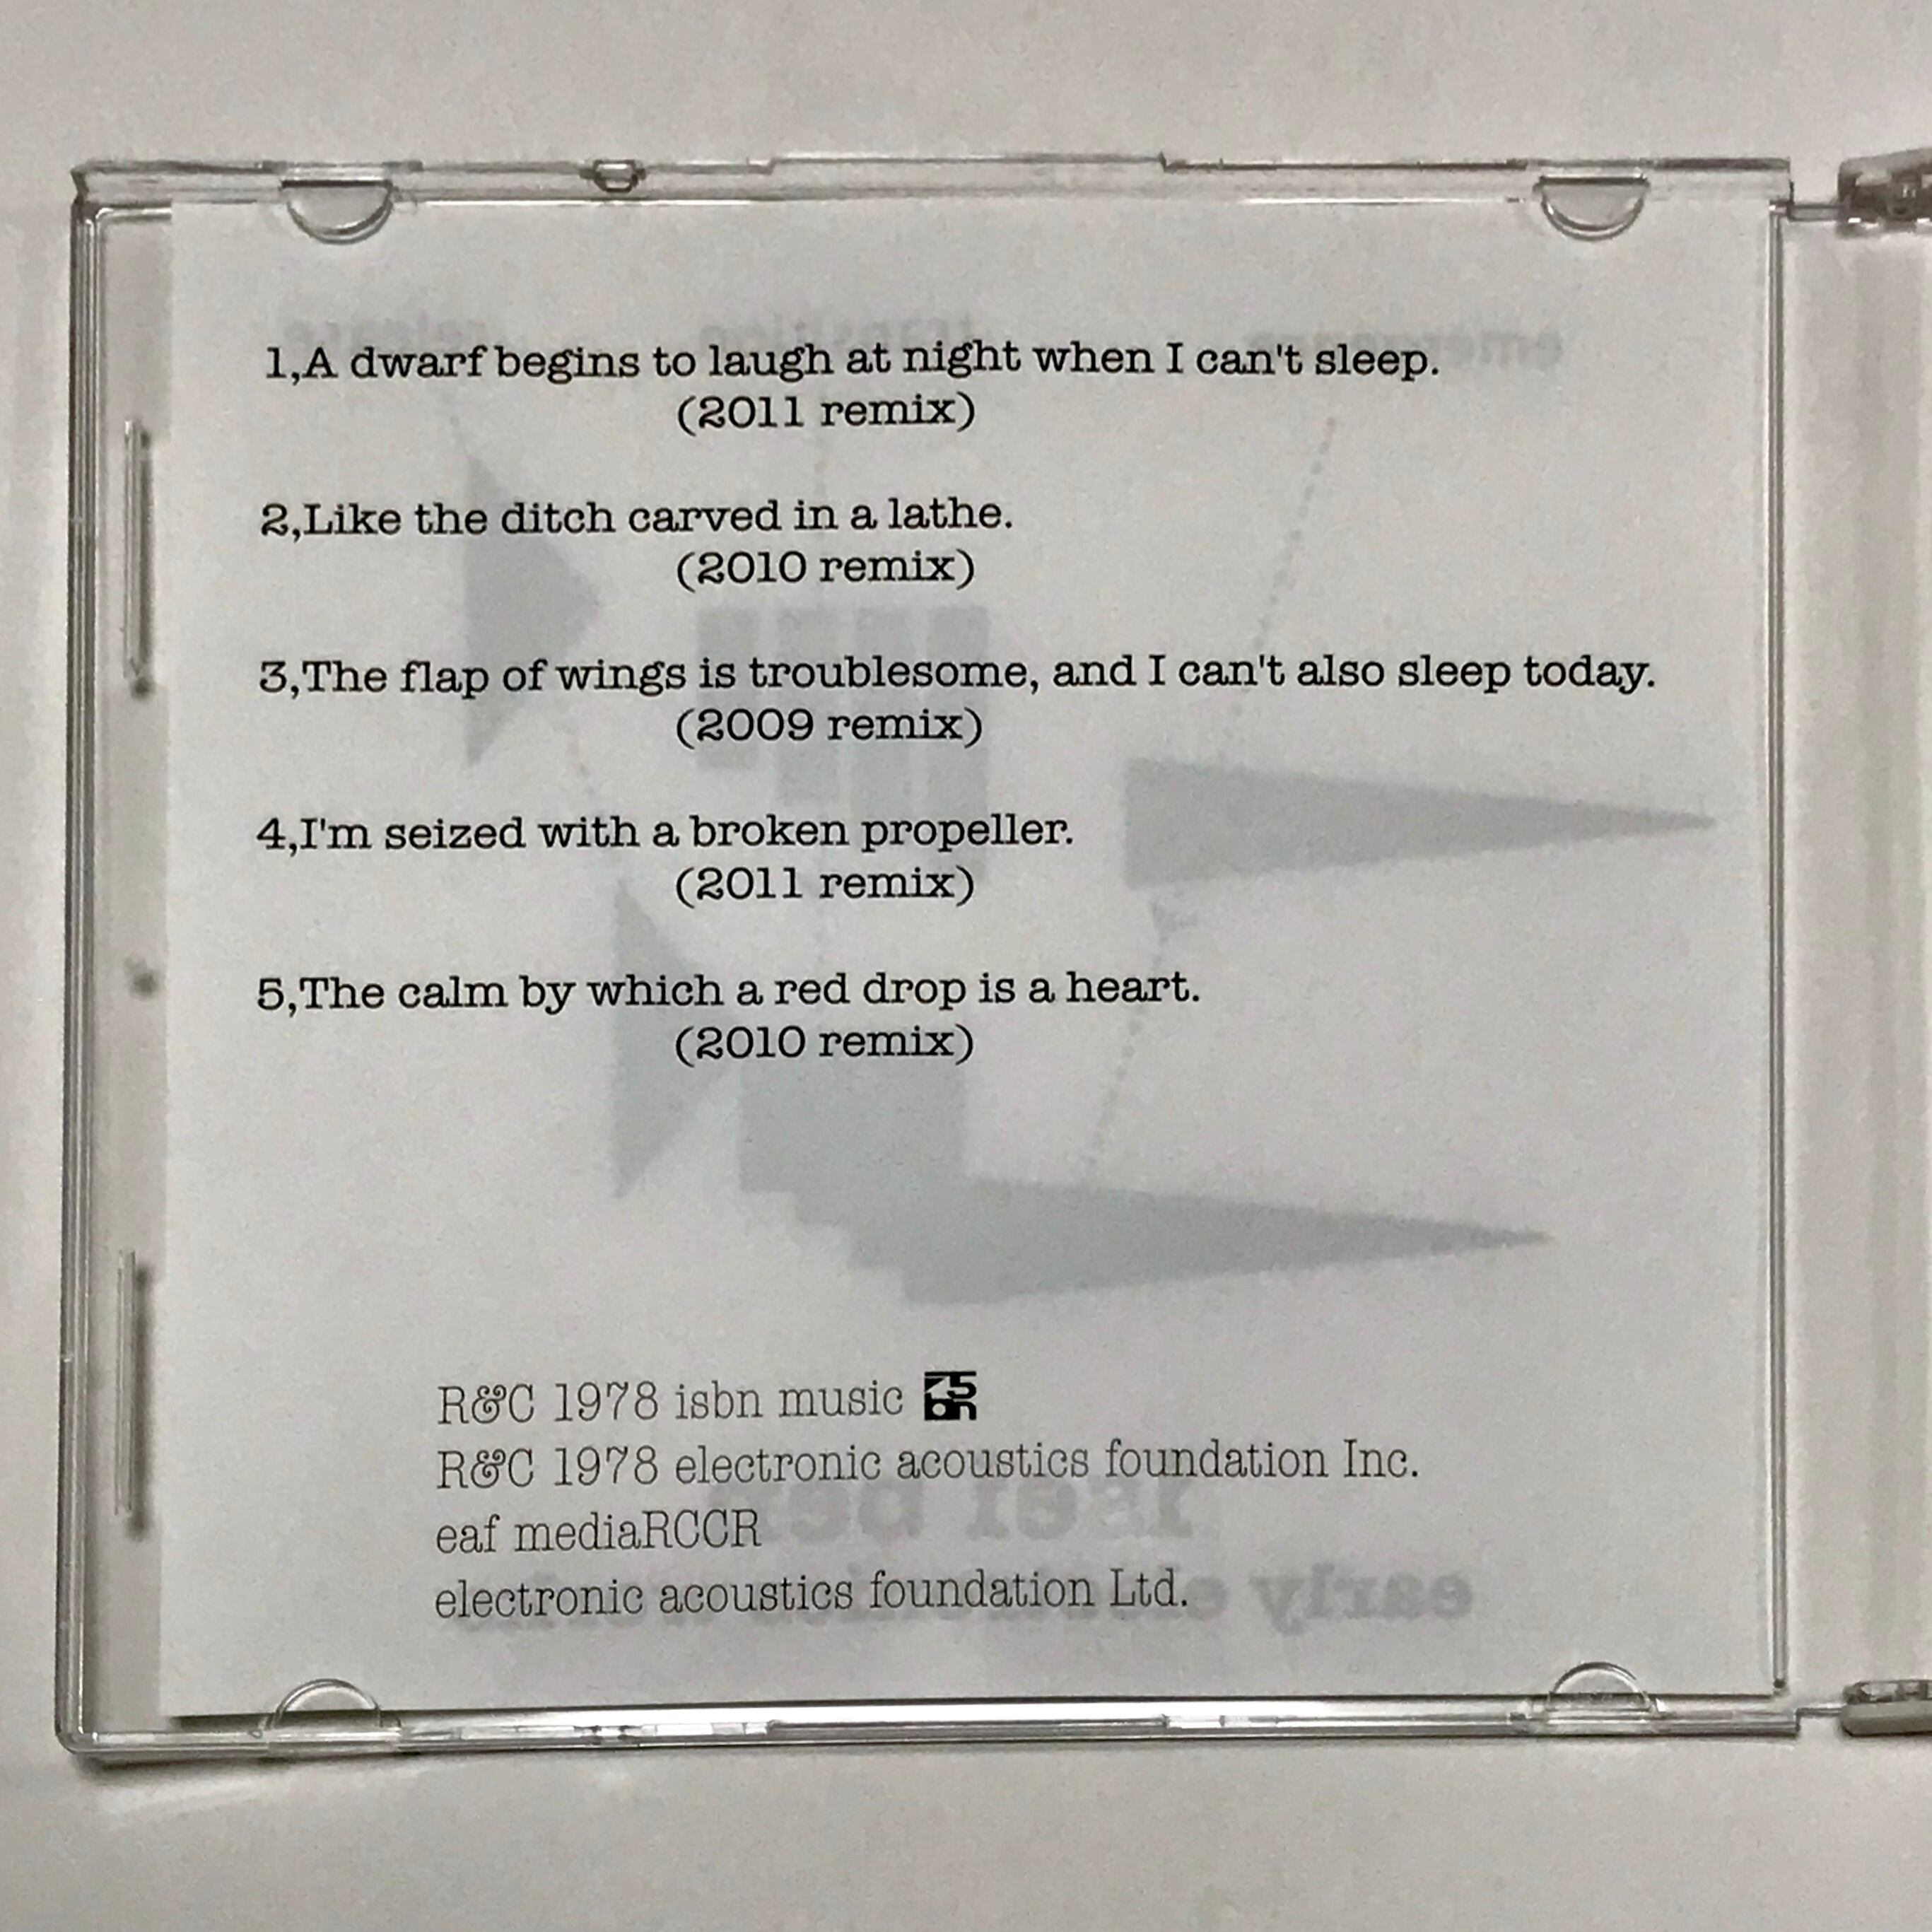 1,A dwarf begins to laugh at night when I can't sleep.
(2011 remix)
2,Like the ditch carved in a lathe.
(2010 remix)
3,The flap of wings is troublesome, and I can't also sleep today.
(2009 remix)
4,I'm seized with a broken propeller.
(2011 remix)
5,The calm by which a red drop is a heart.
(2010 remix)
R&C 1978 isbn music
R&C 1978 electronic acoustics foundation Inc.
eaf mediaRCCR
electronic acoustics foundation Ltd.